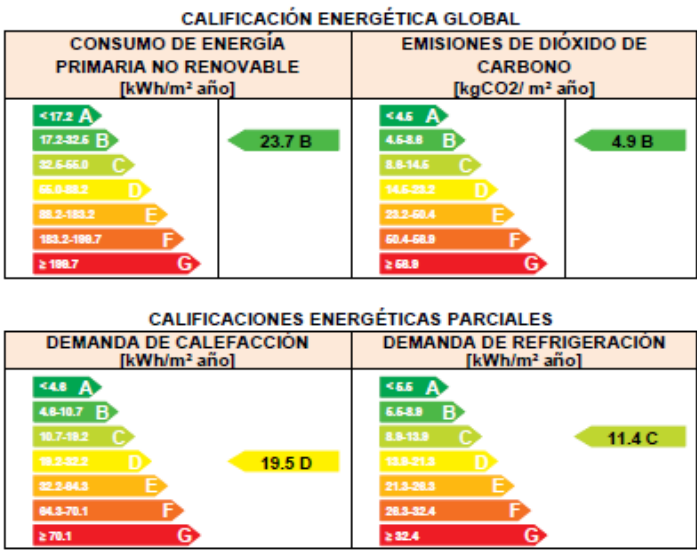 CALIFICACIÓN ENERGÉTICA GLOBAL
CONSUMO DE ENERGÍA
PRIMARIA NO RENOVABLE
[kWh/m² año]
EMISIONES DE DIÓXIDO DE
CARBONO
[kgCO2/ m² año]
<17.2 A
17.2-32.5 B
32.5-55.0 C
55.0-88.2 D
88.2-183.2 E
183.2-199.7 F
≥ 199.7 G
23.7 B
<4.5 A
4.5-8.6 B
8.6-14.5 C
14.5-23.2 D
23.2-50.4 E
50.4-58.9 F
≥ 58.9 G
4.9 B
CALIFICACIONES ENERGÉTICAS PARCIALES
DEMANDA DE CALEFACCIÓN
[kWh/m² año]
DEMANDA DE REFRIGERACIÓN
[kWh/m² año]
<4.6 A
4.6-10.7 B
10.7-19.2 C
19.2-32.2 D
32.2-64.3 E
64.3-70.1 F
≥ 70.1 G
19.5 D
<5.5 A
5.5-8.9 B
8.9-13.9 C
13.9-21.3 D
21.3-26.3 E
26.3-32.4 F
≥ 32.4 G
11.4 C